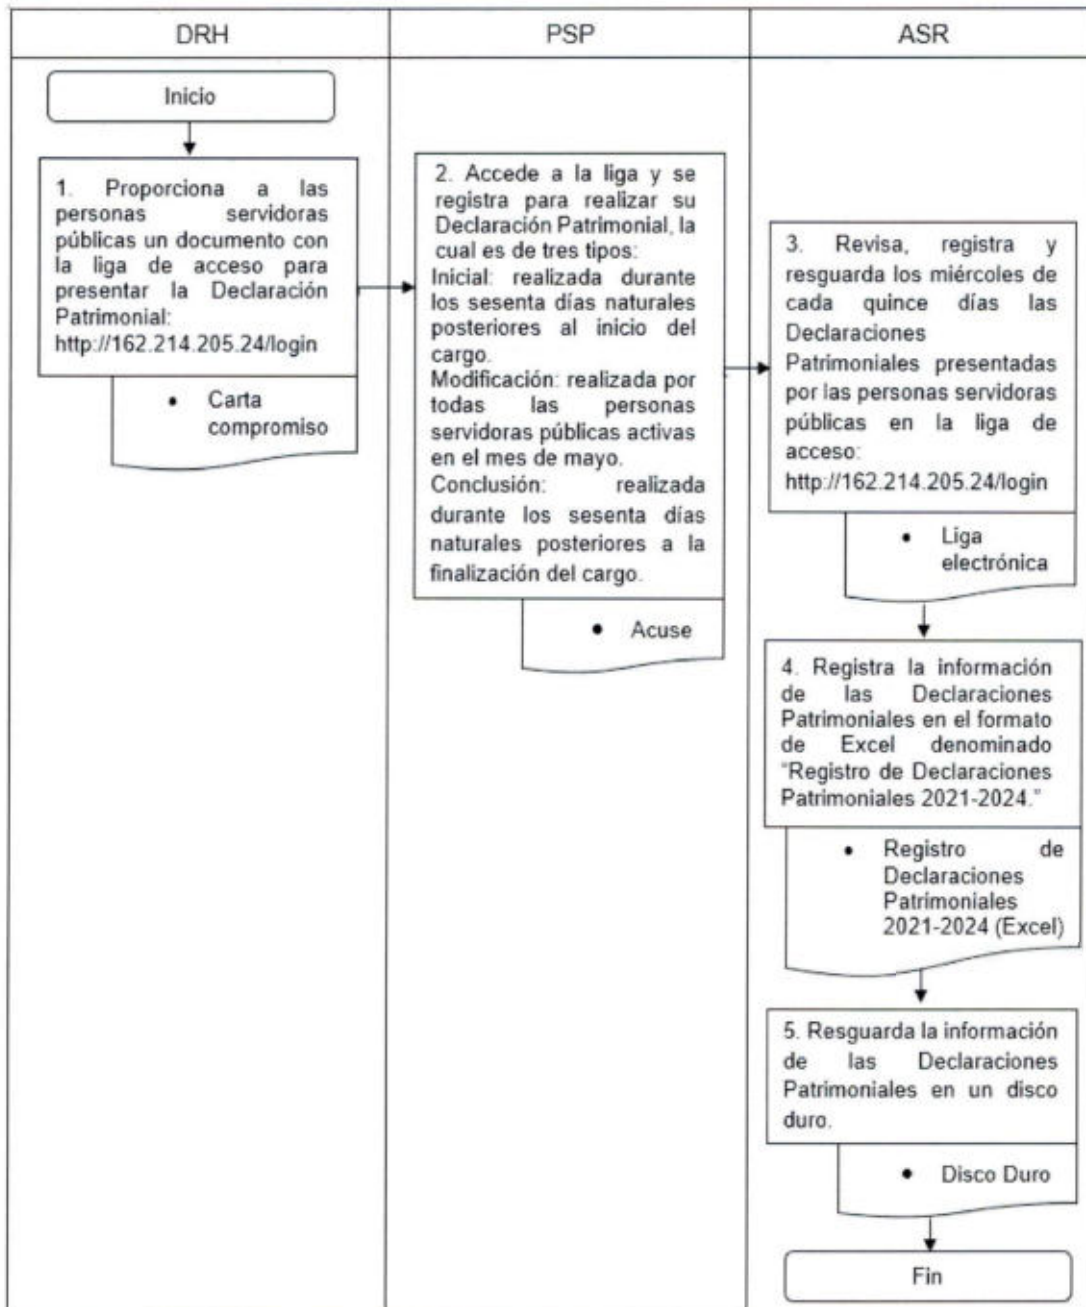 DRH
PSP
ASR
Inicio
1. Proporciona a las
personas servidoras
públicas un documento con
la liga de acceso para
presentar la Declaración
Patrimonial:
http://162.214.205.24/login
• Carta
compromiso
2. Accede a la liga y se
registra para realizar su
Declaración Patrimonial, la
cual es de tres tipos:
Inicial: realizada durante
los sesenta días naturales
posteriores al inicio del
cargo.
Modificación: realizada por
todas las personas
servidoras públicas activas
en el mes de mayo.
Conclusión: realizada
durante los sesenta días
naturales posteriores a la
finalización del cargo.
• Acuse
3. Revisa, registra y
resguarda los miércoles de
cada quince días las
Declaraciones
Patrimoniales presentadas
por las personas servidoras
públicas en la liga de
acceso:
http://162.214.205.24/login
• Liga
electrónica
4. Registra la información
de las Declaraciones
Patrimoniales en el formato
de Excel denominado
“Registro de Declaraciones
Patrimoniales 2021-2024.”
• Registro de
Declaraciones
Patrimoniales
2021-2024 (Excel)
5. Resguarda la información
de las Declaraciones
Patrimoniales en un disco
duro.
• Disco Duro
Fin